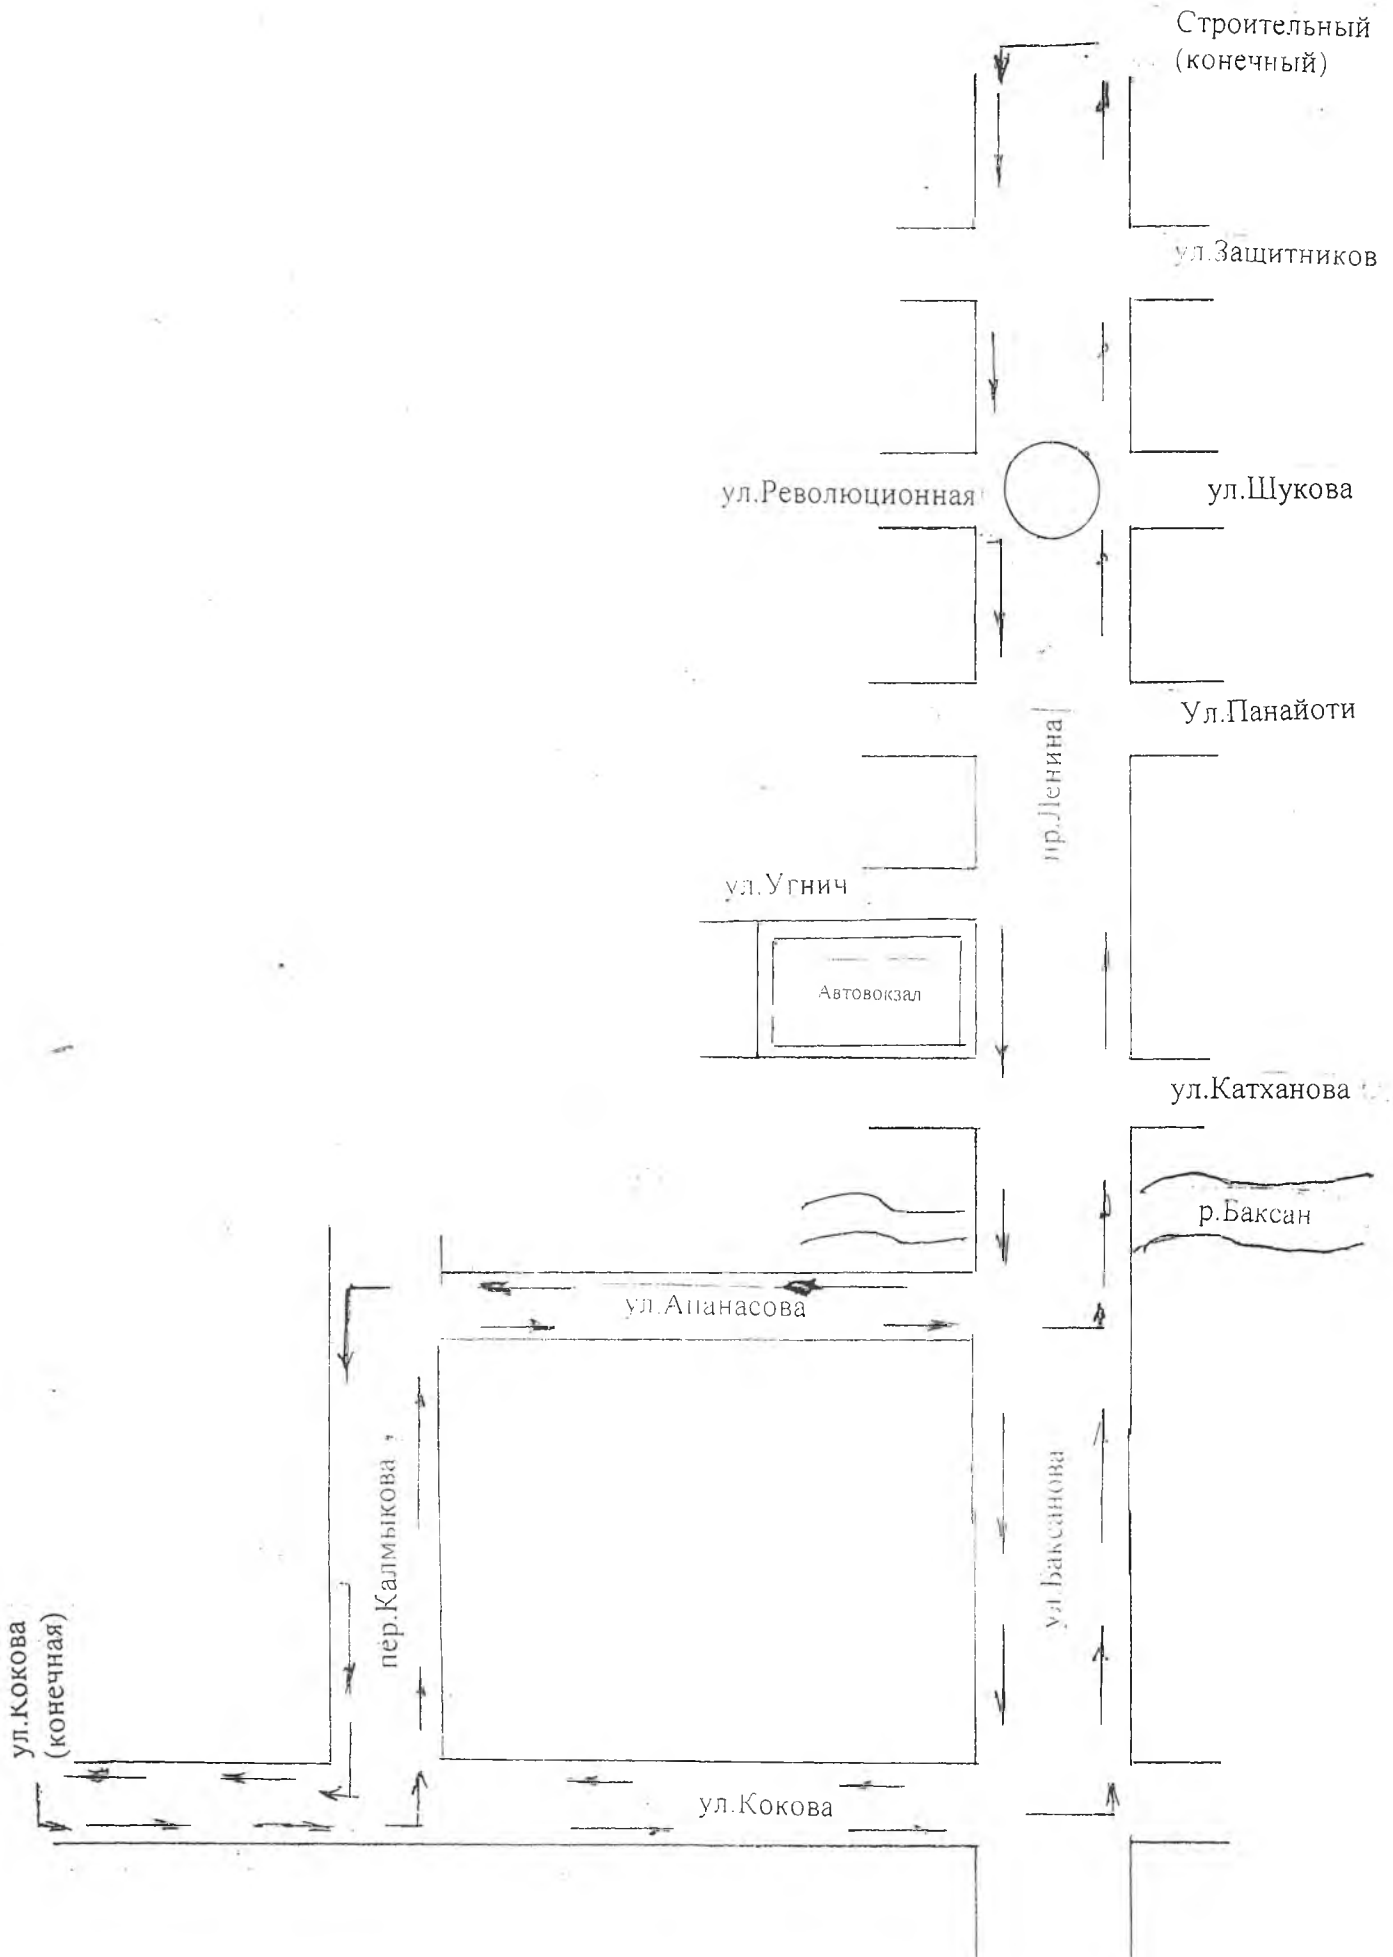 Строительный
(конечный)
ул.Защитников
ул.Революционная
ул.Шукова
Ул.Панайоти
пр.Ленина
ул.Угнич
Автовокзал
ул.Катханова
р.Баксан
ул.Апанасова
пер.Калмыкова
ул.Баксанова
ул.Кокова
(конечная)
ул.Кокова